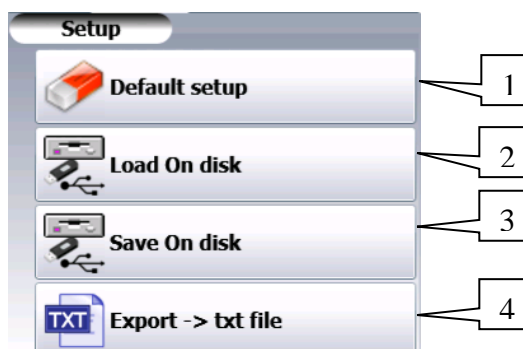 Setup
Default setup
1
Load On disk
2
Save On disk
3
TXT
Export -> txt file
4